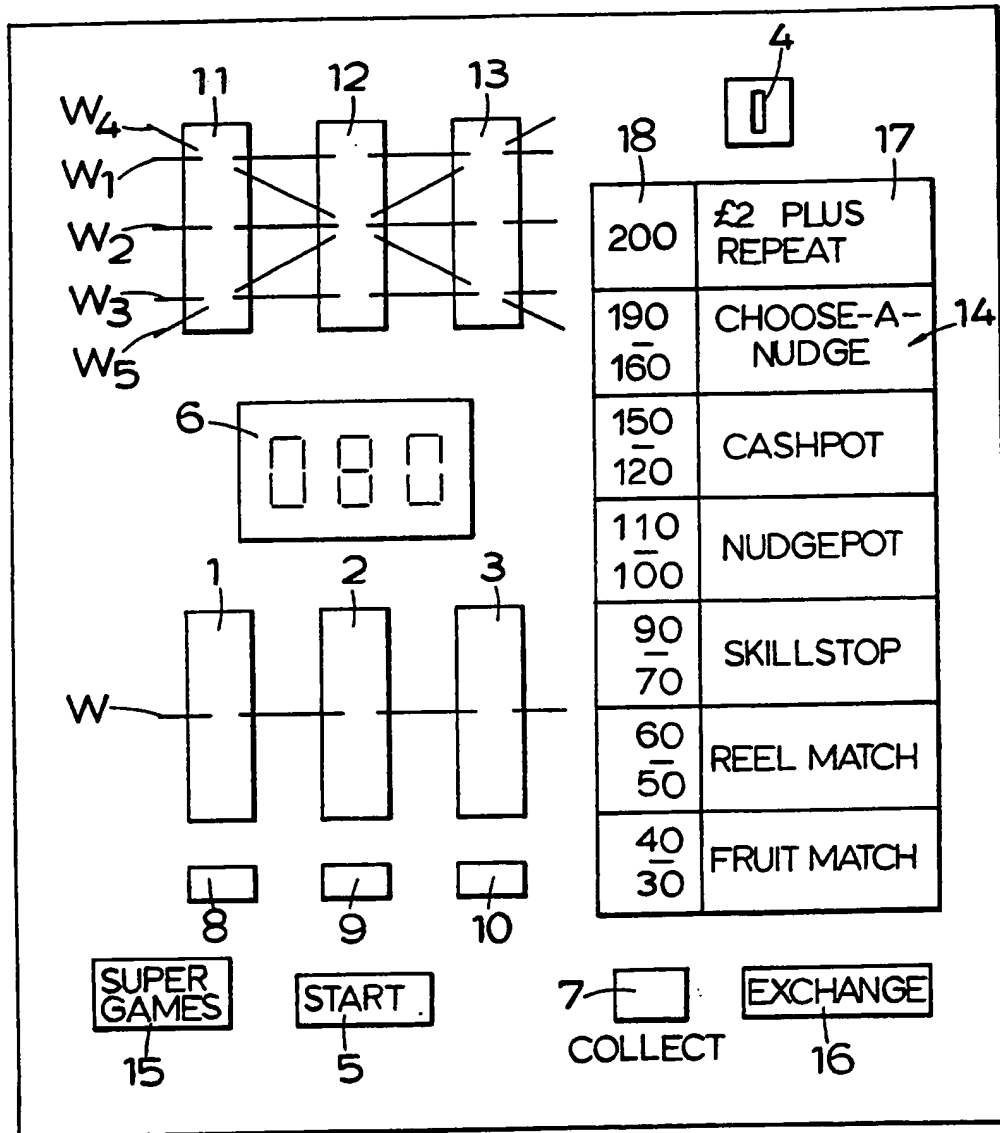 4
11 12 13
W4
W1
W2
W3
W5
18 17
200 £2 PLUS
REPEAT
190
–
160
CHOOSE-A-
NUDGE
14
6
150
–
120
CASHPOT
110
–
100
NUDGEPOT
1 2 3
90
–
70
SKILLSTOP
W
60
–
50
REEL MATCH
40
–
30
FRUIT MATCH
8 9 10
SUPER
GAMES
START
7
COLLECT
EXCHANGE
15 5 16